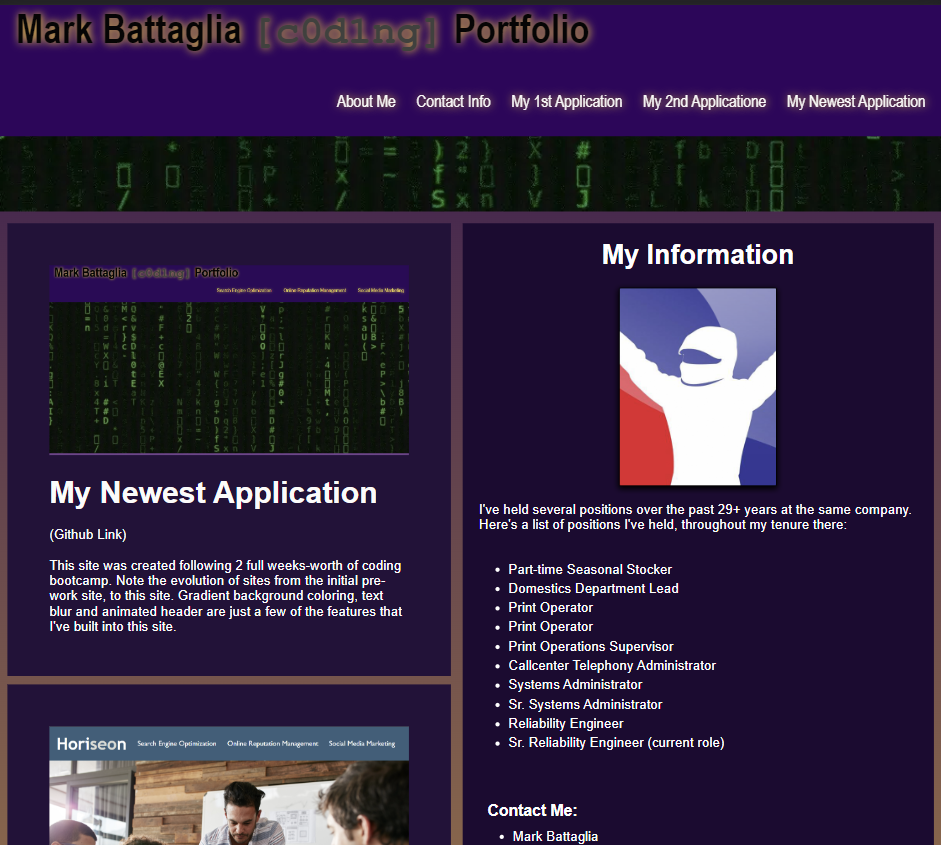 Mark Battaglia [c0d1ng] Portfolio
About Me Contact Info My 1st Application My 2nd Applicatione My Newest Application
Mark Battaglia [c0d1ng] Portfolio
Search Engine Optimization Online Reputation Management Social Media Marketing
My Newest Application
(Github Link)
This site was created following 2 full weeks-worth of coding
bootcamp. Note the evolution of sites from the initial pre-
work site, to this site. Gradient background coloring, text
blur and animated header are just a few of the features that
I've built into this site.
Horiseon Search Engine Optimization Online Reputation Management Social Media Marketing
My Information
I've held several positions over the past 29+ years at the same company.
Here's a list of positions I've held, throughout my tenure there:
• Part-time Seasonal Stocker
• Domestics Department Lead
• Print Operator
• Print Operator
• Print Operations Supervisor
• Callcenter Telephony Administrator
• Systems Administrator
• Sr. Systems Administrator
• Reliability Engineer
• Sr. Reliability Engineer (current role)
Contact Me:
• Mark Battaglia